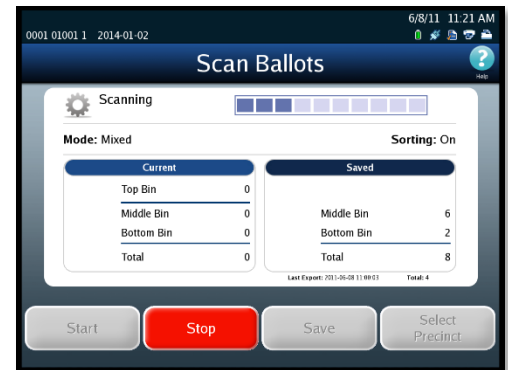 6/8/11 11:21 AM
0001 01001 1 2014-01-02
Scan Ballots
Help
Scanning
Mode: Mixed Sorting: On
Current Saved
Top Bin 0
Middle Bin 0 Middle Bin 6
Bottom Bin 0 Bottom Bin 2
Total 0 Total 8
Last Export: 2011-06-08 11:00:03 Total: 4
Start Stop Save Select Precinct